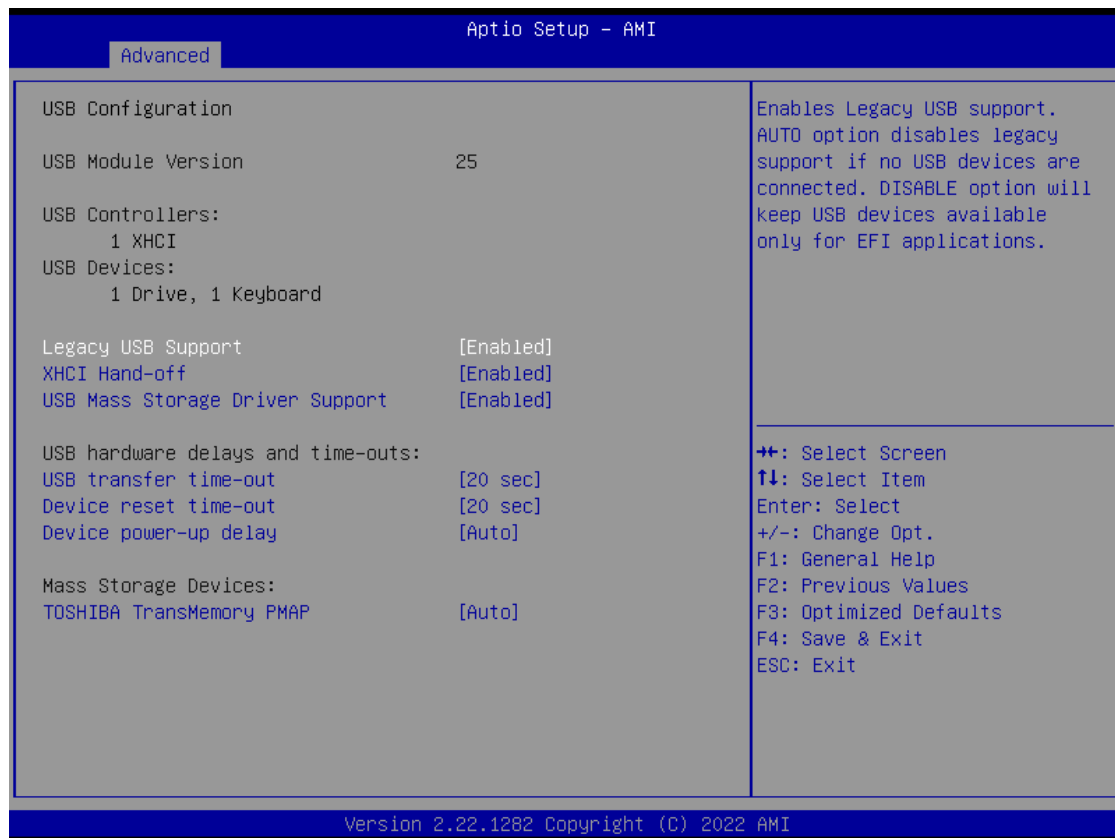 Aptio Setup – AMI
Advanced
USB Configuration
USB Module Version 25
USB Controllers:
1 XHCI
USB Devices:
1 Drive, 1 Keyboard
Legacy USB Support [Enabled]
XHCI Hand-off [Enabled]
USB Mass Storage Driver Support [Enabled]
USB hardware delays and time-outs:
USB transfer time-out [20 sec]
Device reset time-out [20 sec]
Device power-up delay [Auto]
Mass Storage Devices:
TOSHIBA TransMemory PMAP [Auto]
Enables Legacy USB support.
AUTO option disables legacy
support if no USB devices are
connected. DISABLE option will
keep USB devices available
only for EFI applications.
→←: Select Screen
↑↓: Select Item
Enter: Select
+/-: Change Opt.
F1: General Help
F2: Previous Values
F3: Optimized Defaults
F4: Save & Exit
ESC: Exit
Version 2.22.1282 Copyright (C) 2022 AMI